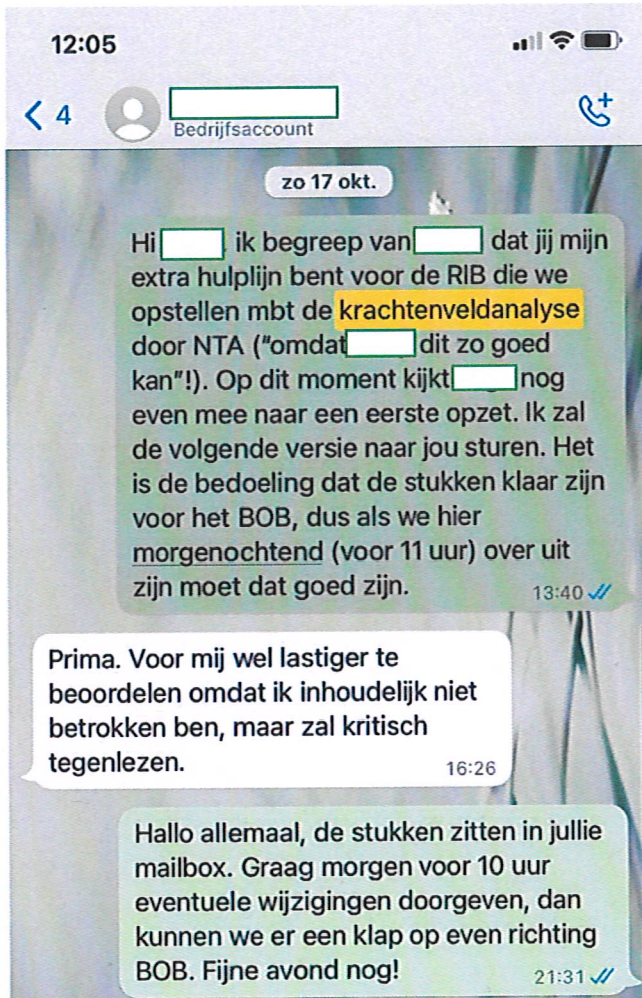 12:05
4
Bedrijfsaccount
zo 17 okt.
Hi ik begreep van dat jij mijn
extra hulplijn bent voor de RIB die we
opstellen mbt de krachtenveldanalyse
door NTA ("omdat dit zo goed
kan"!). Op dit moment kijkt nog
even mee naar een eerste opzet. Ik zal
de volgende versie naar jou sturen. Het
is de bedoeling dat de stukken klaar zijn
voor het BOB, dus als we hier
morgenochtend (voor 11 uur) over uit
zijn moet dat goed zijn.
13:40
Prima. Voor mij wel lastiger te
beoordelen omdat ik inhoudelijk niet
betrokken ben, maar zal kritisch
tegenlezen.
16:26
Hallo allemaal, de stukken zitten in jullie
mailbox. Graag morgen voor 10 uur
eventuele wijzigingen doorgeven, dan
kunnen we er een klap op even richting
BOB. Fijne avond nog!
21:31